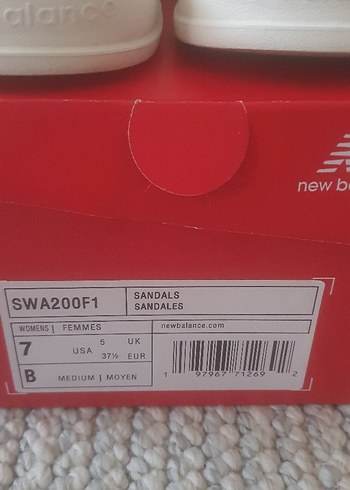 alance
new b
SWA200F1
SANDALS
SANDALES
WOMENS | FEMMES
newbalance.com
7 USA 5 UK
37½ EUR
B MEDIUM | MOYEN
1 97967 71269 2